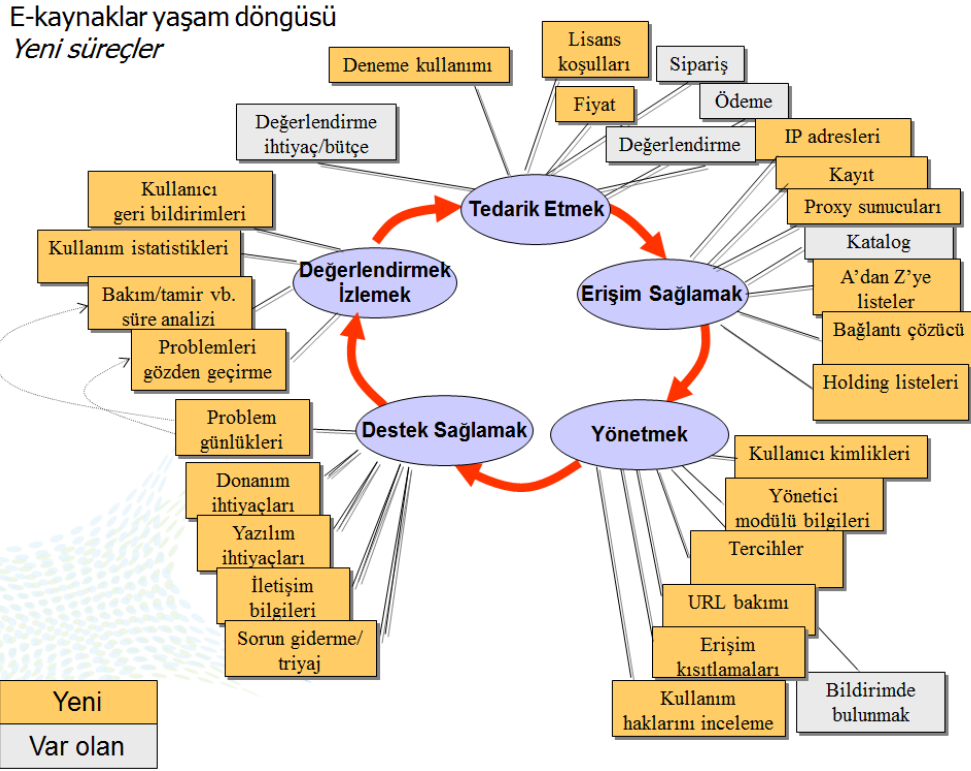 E-kaynaklar yaşam döngüsü
Yeni süreçler
Deneme kullanımı
Lisans
koşulları
Sipariş
Fiyat
Ödeme
Değerlendirme
ihtiyaç/bütçe
Değerlendirme
IP adresleri
Kayıt
Proxy sunucuları
Katalog
A’dan Z’ye
listeler
Bağlantı çözücü
Holding listeleri
Tedarik Etmek
Erişim Sağlamak
Yönetmek
Destek Sağlamak
Değerlendirmek
İzlemek
Kullanıcı
geri bildirimleri
Kullanım istatistikleri
Bakım/tamir vb.
süre analizi
Problemleri
gözden geçirme
Problem
günlükleri
Donanım
ihtiyaçları
Yazılım
ihtiyaçları
İletişim
bilgileri
Sorun giderme/
triyaj
Kullanıcı kimlikleri
Yönetici
modülü bilgileri
Tercihler
URL bakımı
Erişim
kısıtlamaları
Kullanım
haklarını inceleme
Bildirimde
bulunmak
Yeni
Var olan